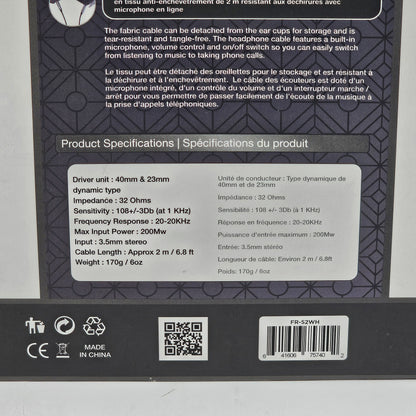 en tissu anti-enchevêtrement de 2 m résistant aux déchirures avec
microphone en ligne
The fabric cable can be detached from the ear cups for storage and is
tear-resistant and tangle-free. The headphone cable features a built-in
microphone, volume control and on/off switch so you can easily switch
from listening to music to taking phone calls.
Le tissu peut être détaché des oreillettes pour le stockage et est résistant à
la déchirure et à l'enchevêtrement. Le câble des écouteurs est doté d'un
microphone intégré, d'un contrôle du volume et d'un interrupteur marche /
arrêt pour vous permettre de passer facilement de l'écoute de la musique à
la prise d'appels téléphoniques.
Product Specifications | Spécifications du produit
Driver unit : 40mm & 23mm
dynamic type
Impedance : 32 Ohms
Sensitivity : 108+/-3Db (at 1 KHz)
Frequency Response : 20-20KHz
Max Input Power : 200Mw
Input : 3.5mm stereo
Cable Length : Approx 2 m / 6.8 ft
Weight : 170g / 6oz
Unité de conducteur : Type dynamique de
40mm et de 23mm
Impédance : 32 Ohms
Sensibilité : 108 +/- 3Db (à 1 KHz)
Réponse en fréquence : 20-20KHz
Puissance d'entrée maximum : 200Mw
Entrée: 3.5mm stéréo
Longueur de câble: Environ 2 m / 6.8 ft
Poids: 170g / 6oz
CE
MADE
IN CHINA
FR-52WH
6 41606 75740 2